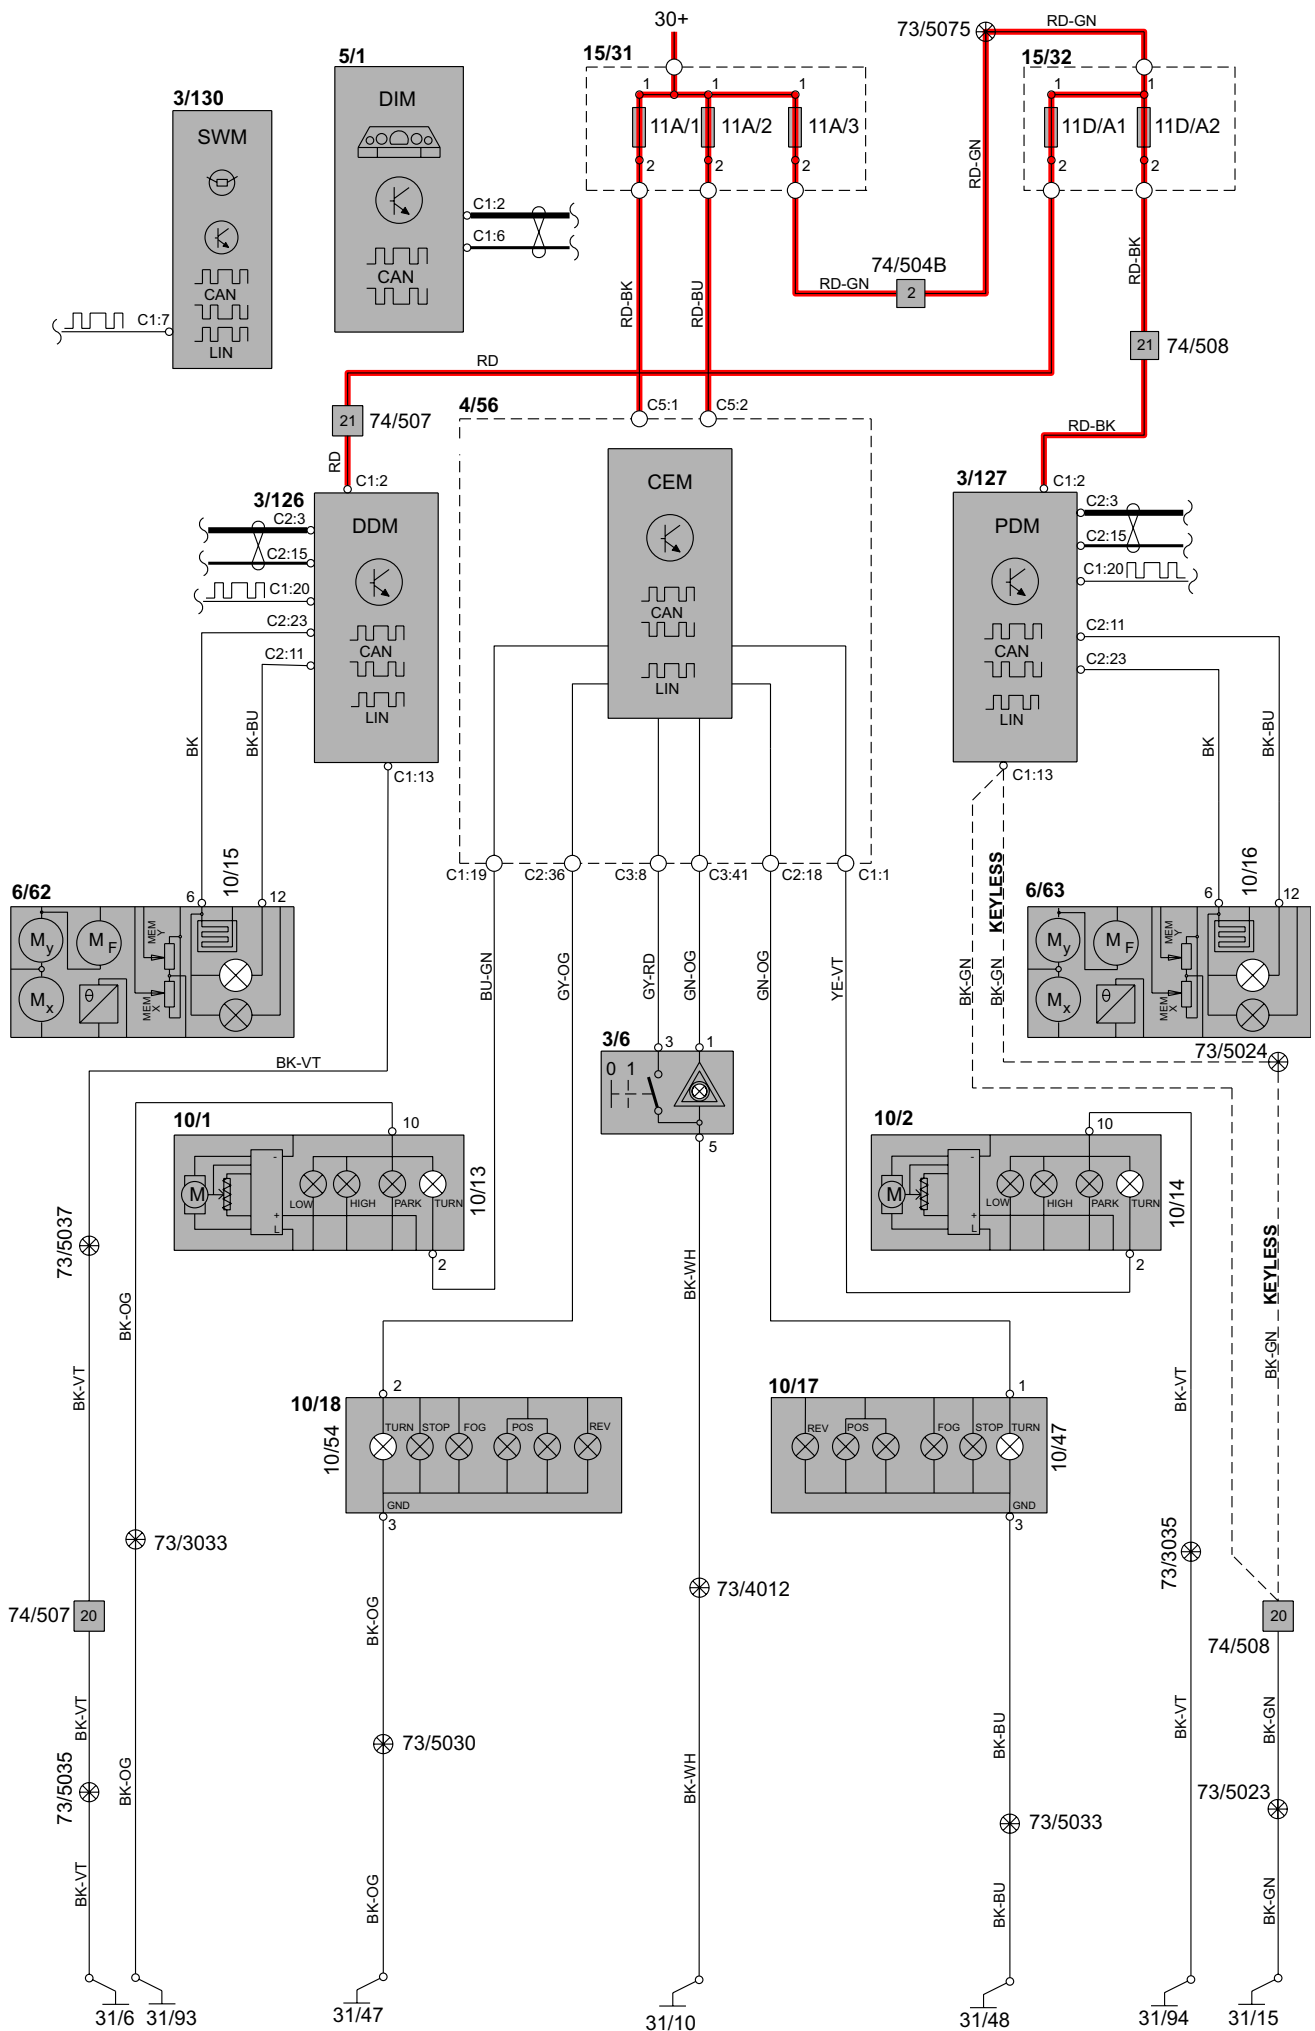 30+
73/5075
RD-GN
15/31
15/32
5/1
DIM
CAN
C1:2
C1:6
3/130
SWM
CAN
LIN
C1:7
1
1
1
11A/1
11A/2
11A/3
2
2
2
1
1
11D/A1
11D/A2
2
2
RD-GN
74/504B
RD-GN
2
RD-BK
RD-BU
RD-BK
21
74/508
RD
21
74/507
RD
4/56
C5:1
C5:2
RD-BK
C1:2
3/126
DDM
CAN
LIN
C2:3
C2:15
C1:20
C2:23
C2:11
C1:13
CEM
CAN
LIN
3/127
C1:2
PDM
CAN
LIN
C2:3
C2:15
C1:20
C2:11
C2:23
C1:13
BK
BK-BU
BK
BK-BU
10/15
6/62
6
12
My
MF
Mx
θ
MEM Y
MEM X
C1:19
C2:36
C3:8
C3:41
C2:18
C1:1
KEYLESS
10/16
6/63
6
12
My
MF
Mx
θ
MEM Y
MEM X
BU-GN
GY-OG
GY-RD
GN-OG
GN-OG
YE-VT
BK-GN
BK-GN
73/5024
BK-VT
3/6
3
1
0 1
5
10/1
10
M
-
+
L
LOW
HIGH
PARK
TURN
2
10/13
10/2
10
M
-
+
L
LOW
HIGH
PARK
TURN
2
10/14
73/5037
BK-OG
BK-VT
BK-WH
BK-VT
KEYLESS
BK-GN
10/18
10/54
2
TURN
STOP
FOG
POS
REV
GND
3
10/17
1
REV
POS
FOG
STOP
TURN
GND
3
10/47
73/3033
73/3035
73/4012
74/507
20
20
74/508
BK-OG
BK-VT
BK-OG
73/5035
73/5030
BK-WH
BK-BU
BK-VT
BK-GN
73/5023
73/5033
BK-VT
BK-OG
BK-BU
BK-GN
31/6
31/93
31/47
31/10
31/48
31/94
31/15